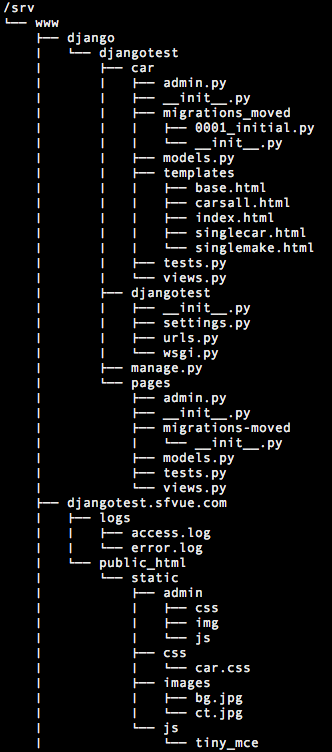 /srv
└── www
    ├── django
    │   └── djangotest
    │       ├── car
    │       │   ├── admin.py
    │       │   ├── __init__.py
    │       │   ├── migrations_moved
    │       │   │   ├── 0001_initial.py
    │       │   │   └── __init__.py
    │       │   ├── models.py
    │       │   ├── templates
    │       │   │   ├── base.html
    │       │   │   ├── carsall.html
    │       │   │   ├── index.html
    │       │   │   ├── singlecar.html
    │       │   │   └── singlemake.html
    │       │   ├── tests.py
    │       │   └── views.py
    │       ├── djangotest
    │       │   ├── __init__.py
    │       │   ├── settings.py
    │       │   ├── urls.py
    │       │   └── wsgi.py
    │       ├── manage.py
    │       └── pages
    │           ├── admin.py
    │           ├── __init__.py
    │           ├── migrations-moved
    │           │   └── __init__.py
    │           ├── models.py
    │           ├── tests.py
    │           └── views.py
    ├── djangotest.sfvue.com
    │   ├── logs
    │   │   ├── access.log
    │   │   └── error.log
    │   └── public_html
    │       └── static
    │           ├── admin
    │           │   ├── css
    │           │   ├── img
    │           │   └── js
    │           ├── css
    │           │   └── car.css
    │           ├── images
    │           │   ├── bg.jpg
    │           │   └── ct.jpg
    │           └── js
    │               └── tiny_mce